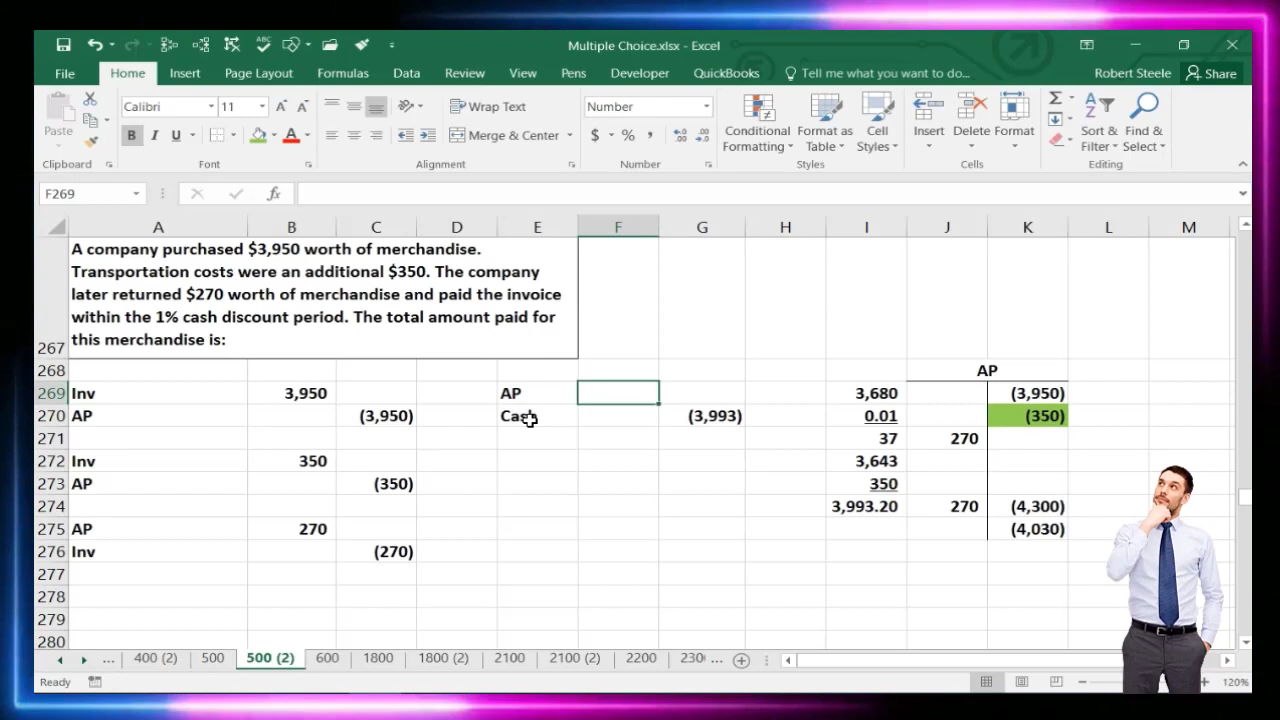 Multiple Choice.xlsx - Excel
File Home Insert Page Layout Formulas Data Review View Pens Developer QuickBooks Tell me what you want to do... Robert Steele Share
Calibri 11 Wrap Text Number
Paste B I U Merge & Center $ % , Conditional Formatting Format as Table Cell Styles Insert Delete Format Sort & Filter Find & Select
Clipboard Font Alignment Number Styles Cells Editing
F269 fx
A B C D E F G H I J K L M
A company purchased $3,950 worth of merchandise.
Transportation costs were an additional $350. The company
later returned $270 worth of merchandise and paid the invoice
within the 1% cash discount period. The total amount paid for
267 this merchandise is:
268 AP
269 Inv 3,950 AP 3,680 (3,950)
270 AP (3,950) Cash (3,993) 0.01 (350)
271 37 270
272 Inv 350 3,643
273 AP (350) 350
274 3,993.20 270 (4,300)
275 AP 270 (4,030)
276 Inv (270)
277
278
279
280
... 400 (2) 500 500 (2) 600 1800 1800 (2) 2100 2100 (2) 2200 230 ...
Ready 120%